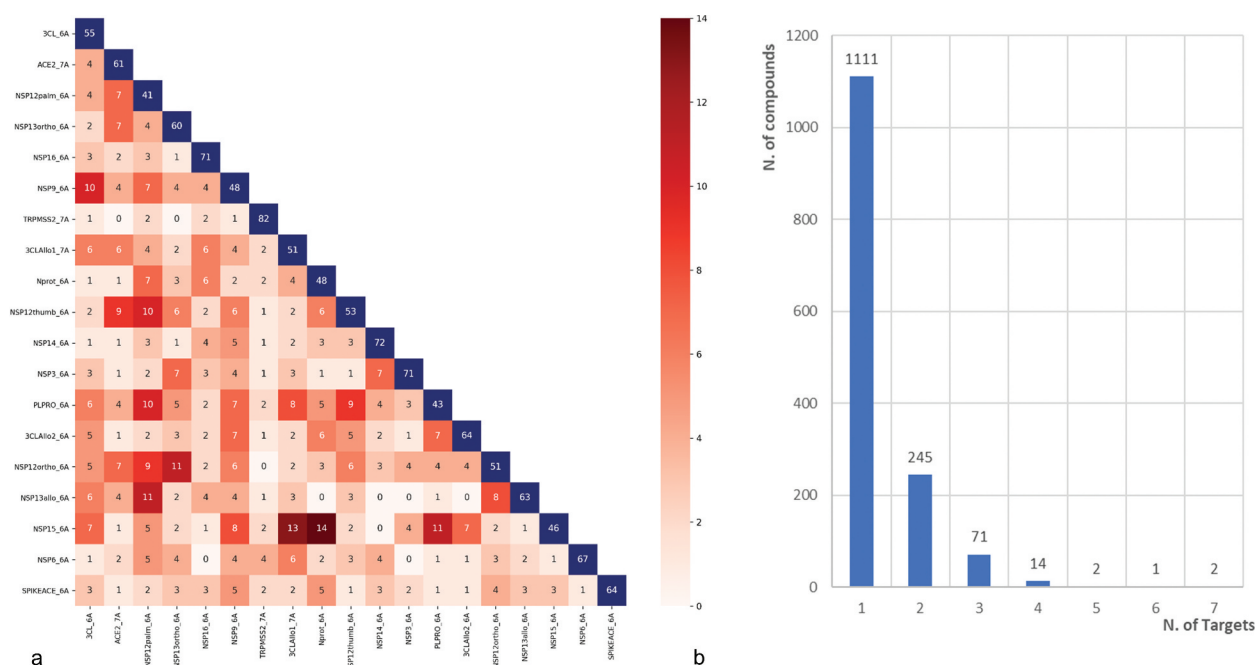 3CL_6A 55
ACE2_7A 4 61
NSP12palm_6A 4 7 41
NSP13ortho_6A 2 7 4 60
NSP16_6A 3 2 3 1 71
NSP9_6A 10 4 7 4 4 48
TRPMSS2_7A 1 0 2 0 2 1 82
3CLAllo1_7A 6 6 4 2 6 4 2 51
Nprot_6A 1 1 7 3 6 2 2 4 48
NSP12thumb_6A 2 9 10 6 2 6 1 2 6 53
NSP14_6A 1 1 3 1 4 5 1 2 3 3 72
NSP3_6A 3 1 2 7 3 4 1 3 1 1 7 71
PLPRO_6A 6 4 10 5 2 7 2 8 5 9 4 3 43
3CLAllo2_6A 5 1 2 3 2 7 1 2 6 5 2 1 7 64
NSP12ortho_6A 5 7 9 11 2 6 0 2 3 6 3 4 4 4 51
NSP13allo_6A 6 4 11 2 4 4 1 3 0 3 0 0 1 0 8 63
NSP15_6A 7 1 5 2 1 8 2 13 14 2 0 4 11 7 2 1 46
NSP6_6A 1 2 5 4 0 4 4 6 2 3 4 0 1 1 3 2 1 67
SPIKEACE_6A 3 1 2 3 3 5 2 2 5 1 3 2 1 2 4 3 3 1 64
3CL_6A
ACE2_7A
NSP12palm_6A
NSP13ortho_6A
NSP16_6A
NSP9_6A
TRPMSS2_7A
3CLAllo1_7A
Nprot_6A
SP12thumb_6A
NSP14_6A
NSP3_6A
PLPRO_6A
3CLAllo2_6A
NSP12ortho_6A
NSP13allo_6A
NSP15_6A
NSP6_6A
SPIKEACE_6A
a
14
12
10
8
6
4
2
0
b
N. of compounds
1200
1000
800
600
400
200
0
1111
245
71
14
2
1
2
1 2 3 4 5 6 7
N. of Targets